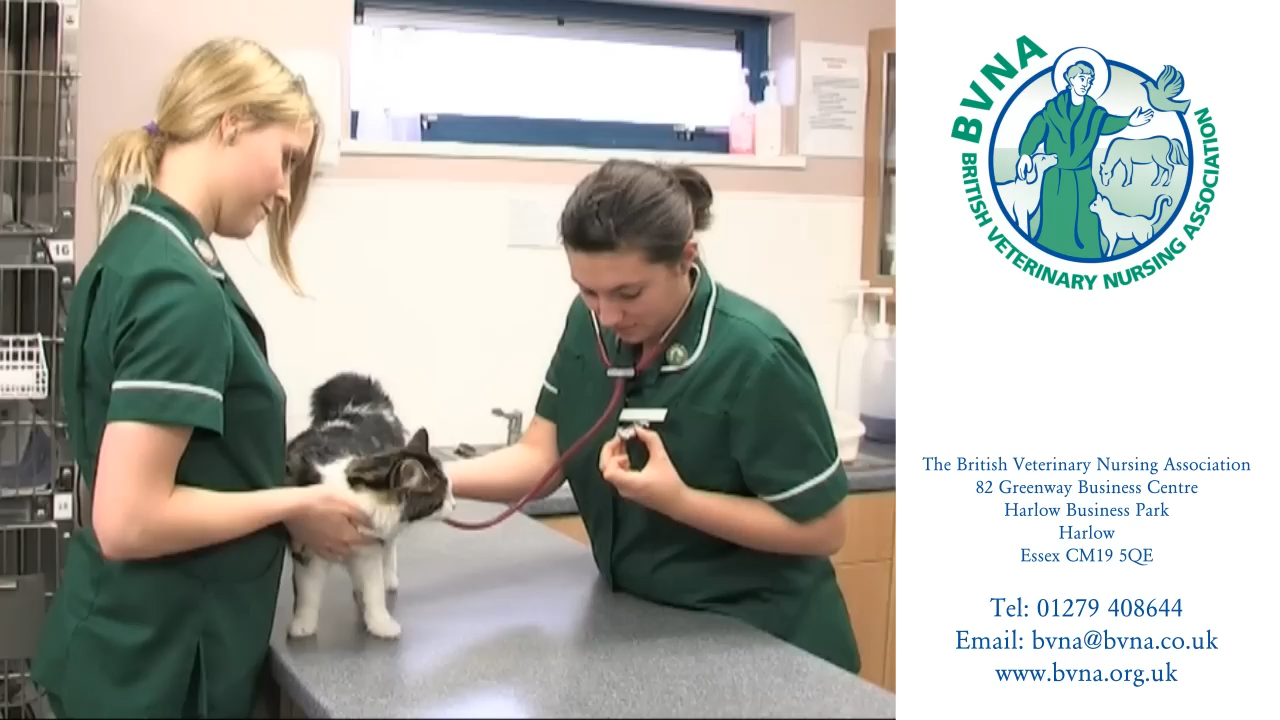 16
BVNA
BRITISH VETERINARY NURSING ASSOCIATION
The British Veterinary Nursing Association
82 Greenway Business Centre
Harlow Business Park
Harlow
Essex CM19 5QE
Tel: 01279 408644
Email: bvna@bvna.co.uk
www.bvna.org.uk